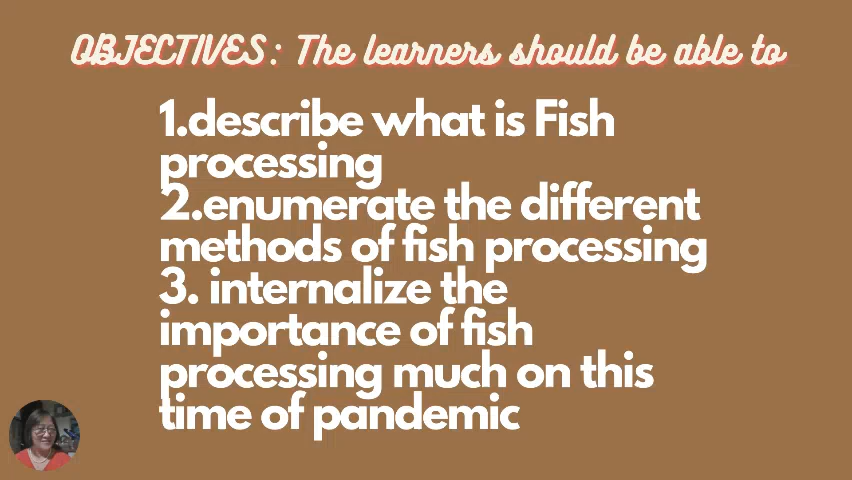 OBJECTIVES: The learners should be able to
1.describe what is Fish
processing
2.enumerate the different
methods of fish processing
3. internalize the
importance of fish
processing much on this
time of pandemic